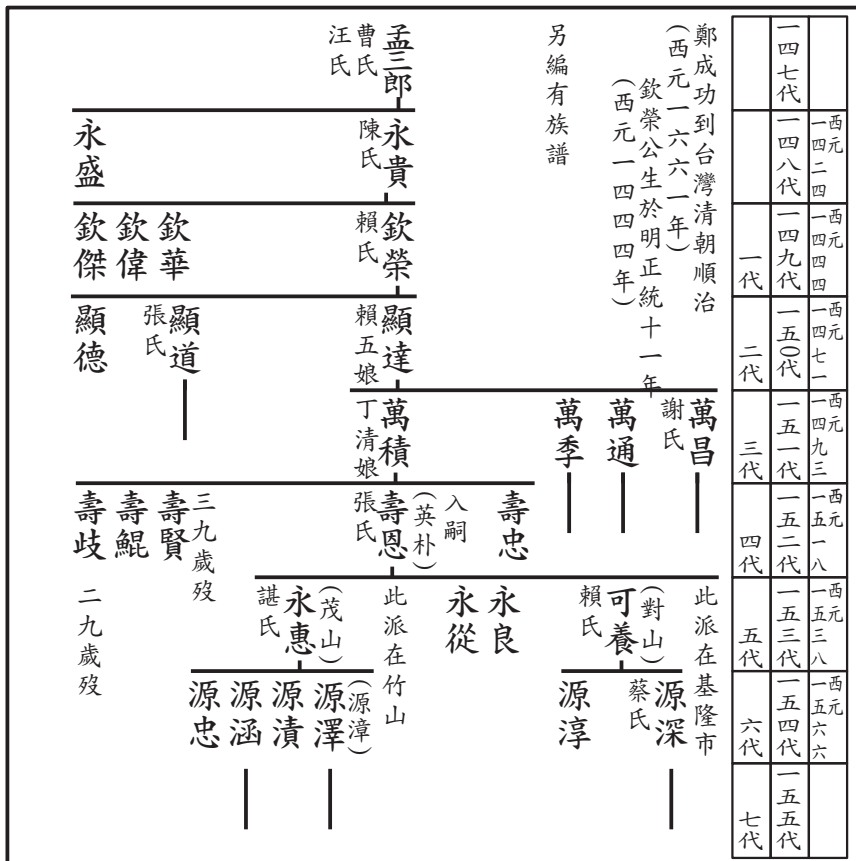 一四七代
一四八代
西元一四二四
一代
一四九代
西元一四四四
二代
一五〇代
西元一四七一
三代
一五一代
西元一四九三
四代
一五二代
西元一五一八
五代
一五三代
西元一五三八
六代
一五四代
西元一五六六
七代
一五五代
鄭成功到台灣清朝順治
(西元一六六一年)
欽榮公生於明正統十一年
(西元一四四四年)
另編有族譜
孟三郎
曹氏
汪氏
永貴
陳氏
永盛
欽榮
賴氏
欽華
欽偉
欽傑
顯達
賴五娘
顯道
張氏
顯德
萬昌
謝氏
萬通
萬季
萬積
丁清娘
壽忠
入嗣
(英朴)
壽恩
張氏
三九歲歿
壽賢
壽鯤
壽歧
二九歲歿
此派在基隆市
(對山)
可養
賴氏
永良
永從
此派在竹山
(茂山)
永惠
諶氏
源深
蔡氏
源淳
(源漳)
源澤
源漬
源涵
源忠